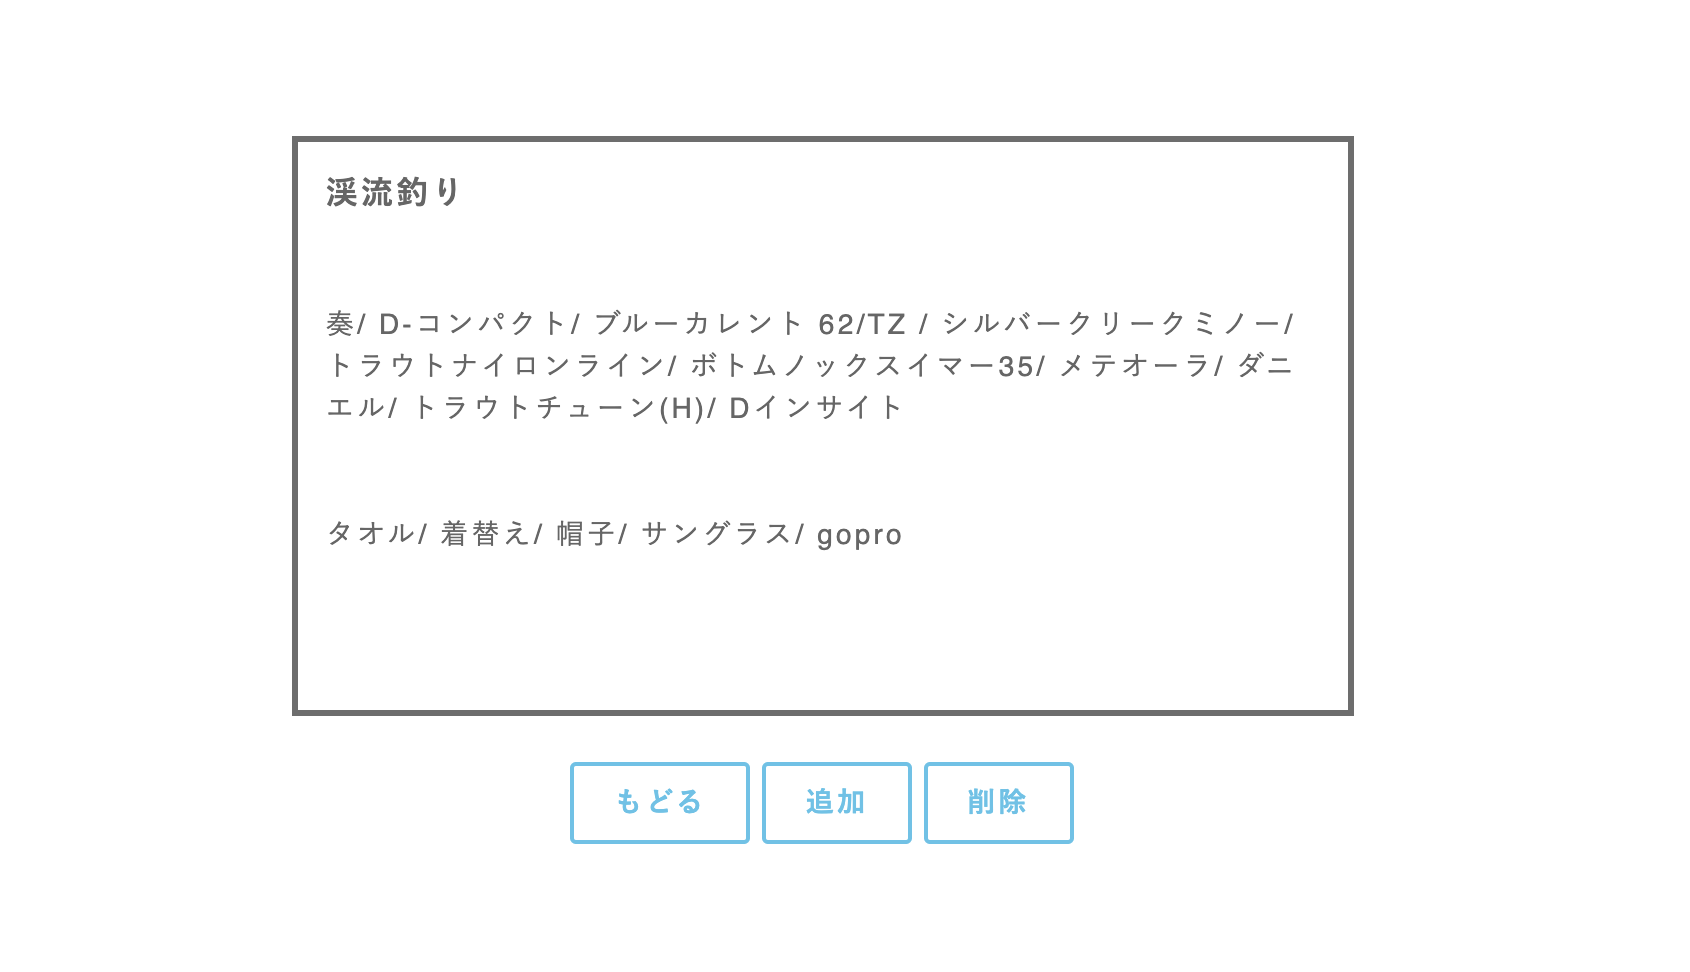 渓流釣り
奏/ D-コンパクト/ ブルーカレント 62/TZ / シルバークリークミノー/
トラウトナイロンライン/ ボトムノックスイマー35/ メテオーラ/ ダニ
エル/ トラウトチューン(H)/ Dインサイト
タオル/ 着替え/ 帽子/ サングラス/ gopro
もどる
追加
削除